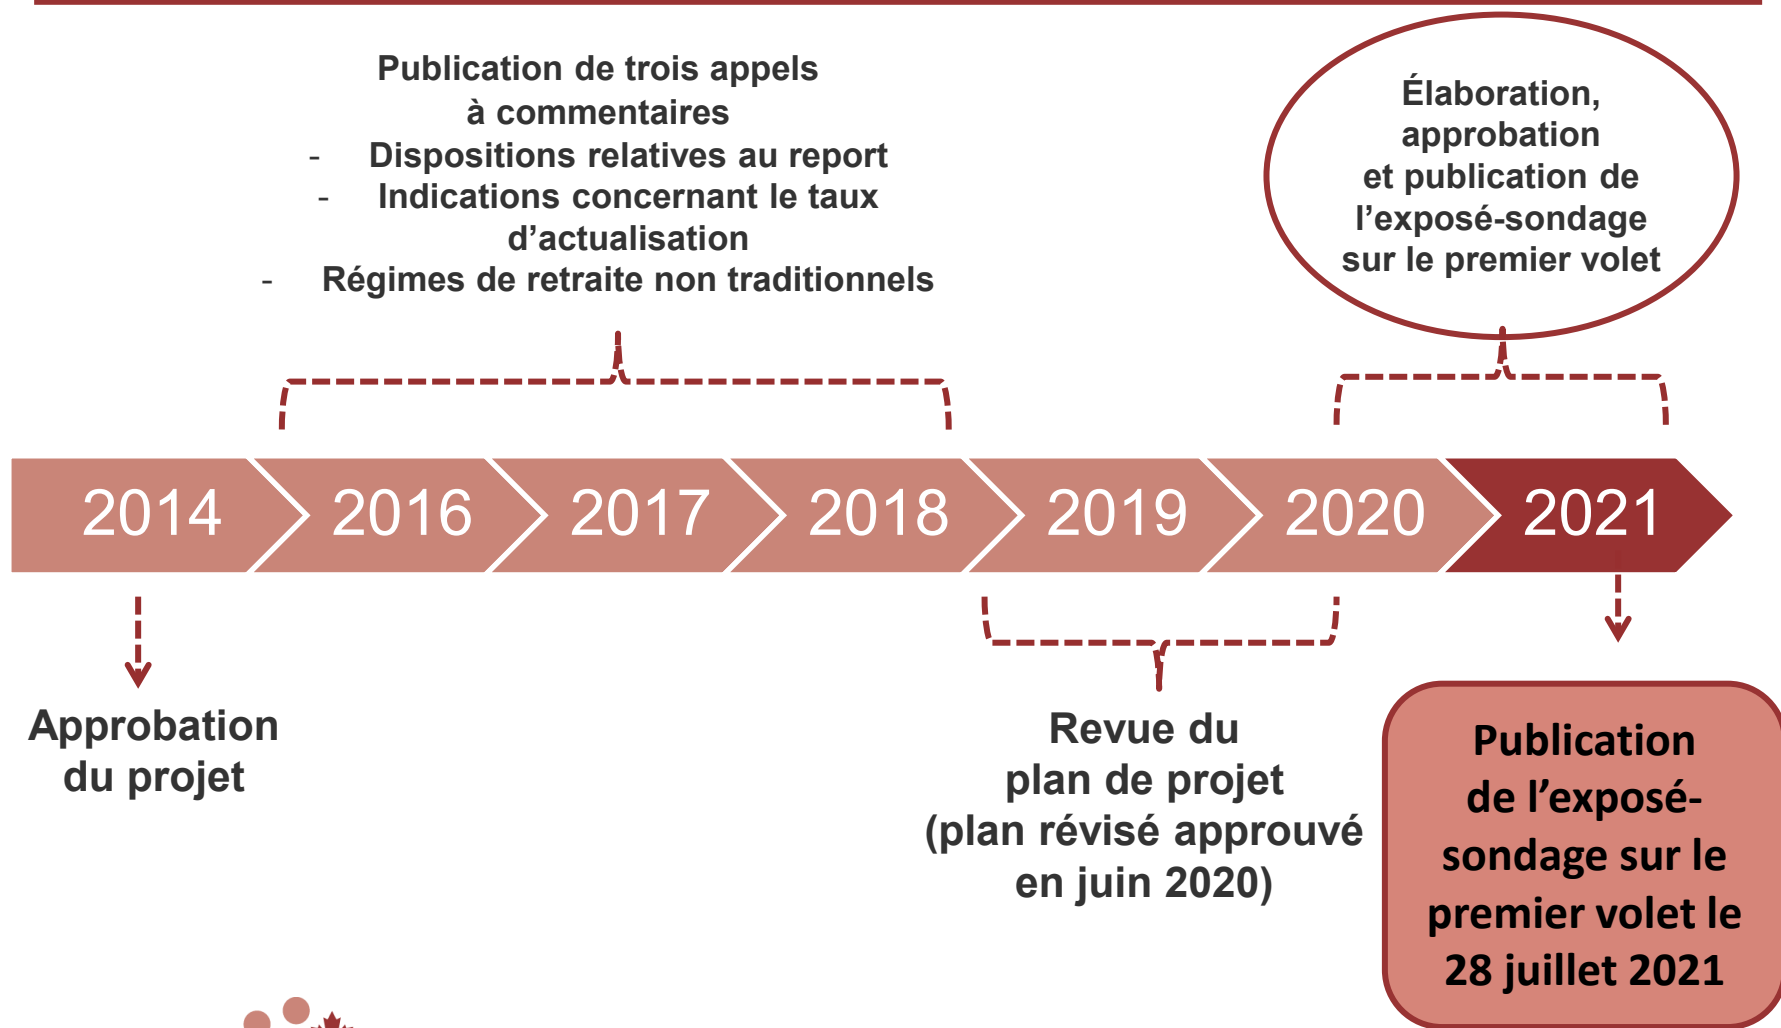 Publication de trois appels
à commentaires
- Dispositions relatives au report
- Indications concernant le taux
d’actualisation
- Régimes de retraite non traditionnels
Élaboration,
approbation
et publication de
l’exposé-sondage
sur le premier volet
2014
2016
2017
2018
2019
2020
2021
Approbation
du projet
Revue du
plan de projet
(plan révisé approuvé
en juin 2020)
Publication
de l’exposé-
sondage sur le
premier volet le
28 juillet 2021